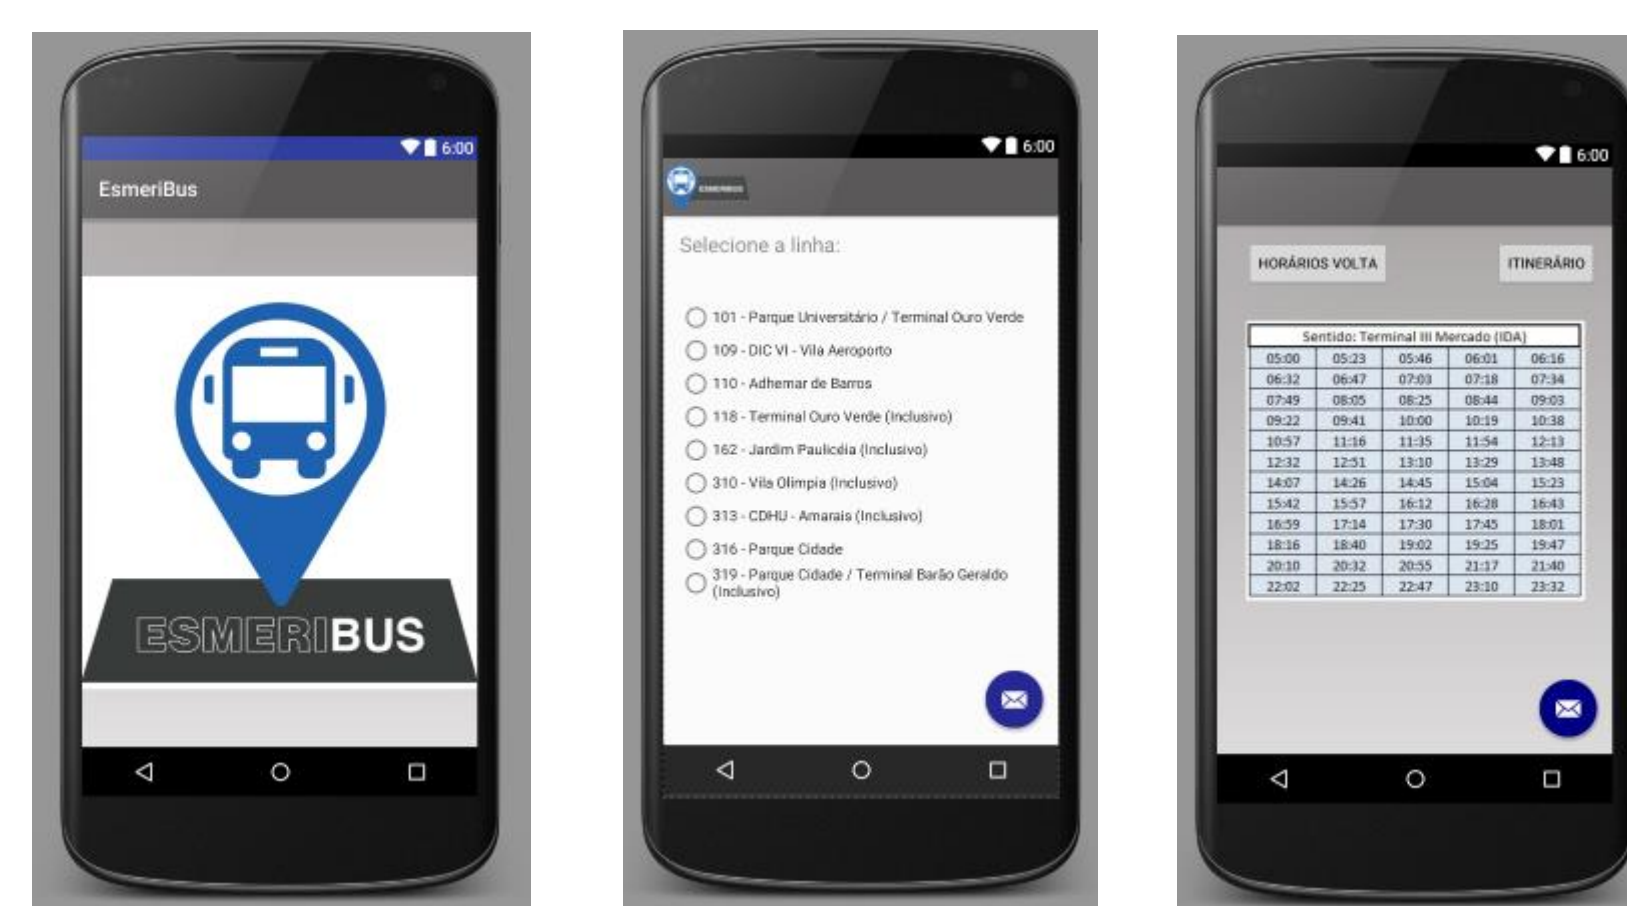 6:00
EsmeriBus
ESMERIBUS
6:00
ESMERIBUS
Selecione a linha:
101 - Parque Universitário / Terminal Ouro Verde
109 - DIC VI - Vila Aeroporto
110 - Adhemar de Barros
118 - Terminal Ouro Verde (Inclusivo)
162 - Jardim Paulicéia (Inclusivo)
310 - Vila Olimpia (Inclusivo)
313 - CDHU - Amarais (Inclusivo)
316 - Parque Cidade
319 - Parque Cidade / Terminal Barão Geraldo
(Inclusivo)
6:00
HORÁRIOS VOLTA ITINERÁRIO
Sentido: Terminal III Mercado (IDA)
05:00 05:23 05:46 06:01 06:16
06:32 06:47 07:03 07:18 07:34
07:49 08:05 08:25 08:44 09:03
09:22 09:41 10:00 10:19 10:38
10:57 11:16 11:35 11:54 12:13
12:32 12:51 13:10 13:29 13:48
14:07 14:26 14:45 15:04 15:23
15:42 15:57 16:12 16:28 16:43
16:59 17:14 17:30 17:45 18:01
18:16 18:40 19:02 19:25 19:47
20:10 20:32 20:55 21:17 21:40
22:02 22:25 22:47 23:10 23:32